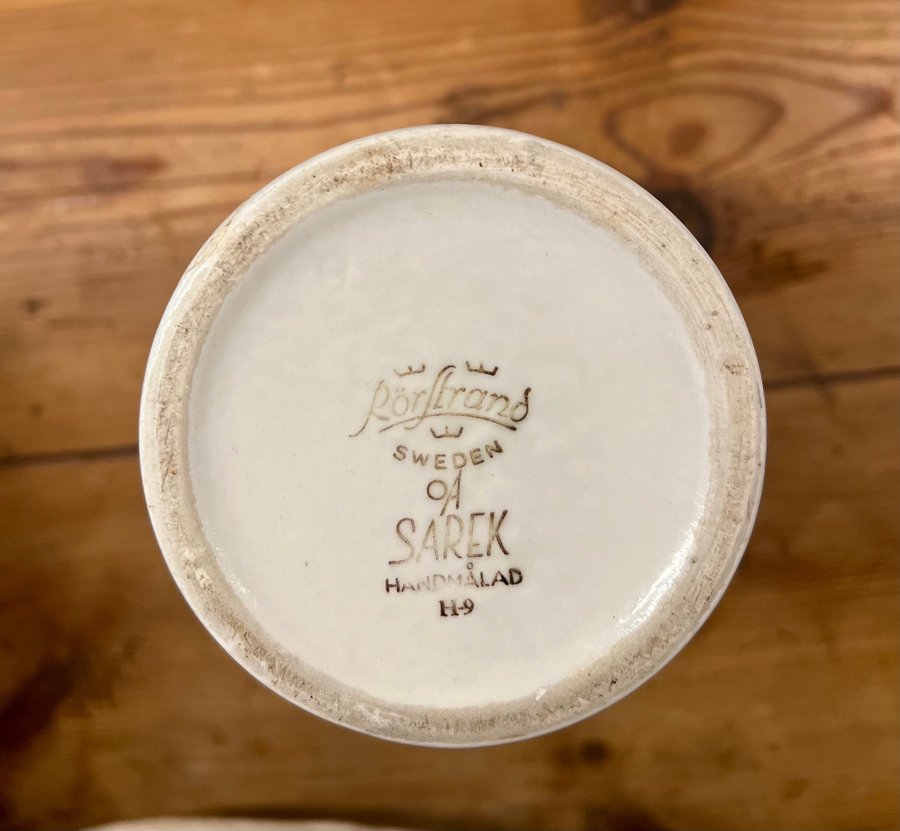 Rörstrand
SWEDEN
OA
SAREK
HANDMÅLAD
H-9